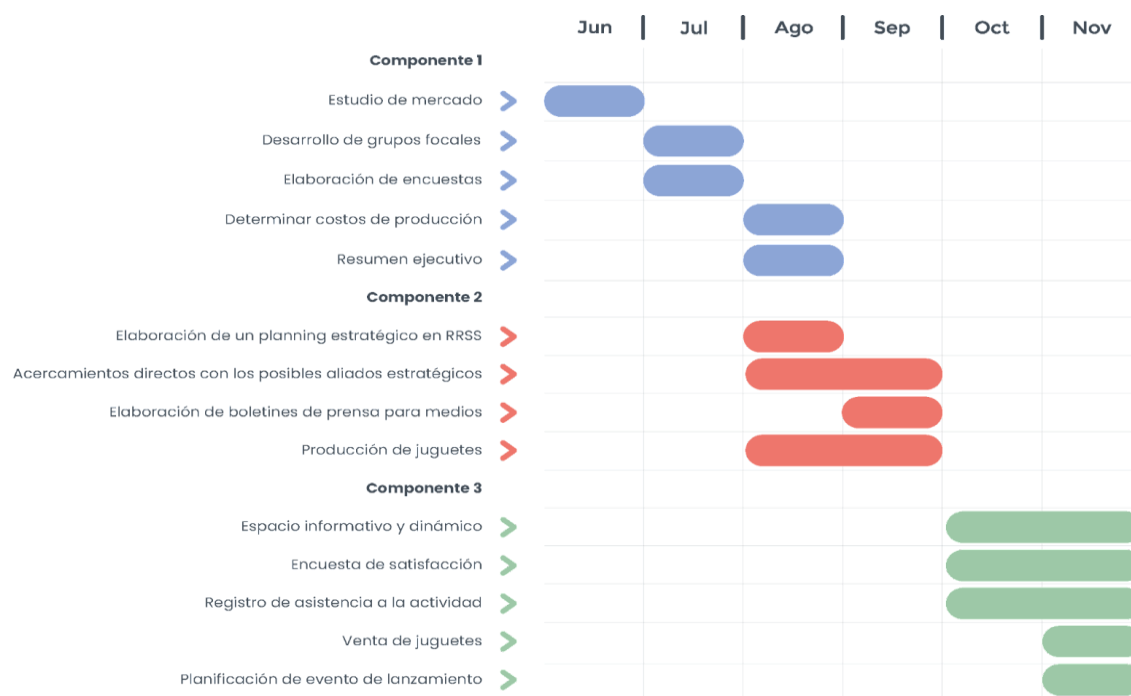 Jun | Jul | Ago | Sep | Oct | Nov
Componente 1
Estudio de mercado
Desarrollo de grupos focales
Elaboración de encuestas
Determinar costos de producción
Resumen ejecutivo
Componente 2
Elaboración de un planning estratégico en RRSS
Acercamientos directos con los posibles aliados estratégicos
Elaboración de boletines de prensa para medios
Producción de juguetes
Componente 3
Espacio informativo y dinámico
Encuesta de satisfacción
Registro de asistencia a la actividad
Venta de juguetes
Planificación de evento de lanzamiento